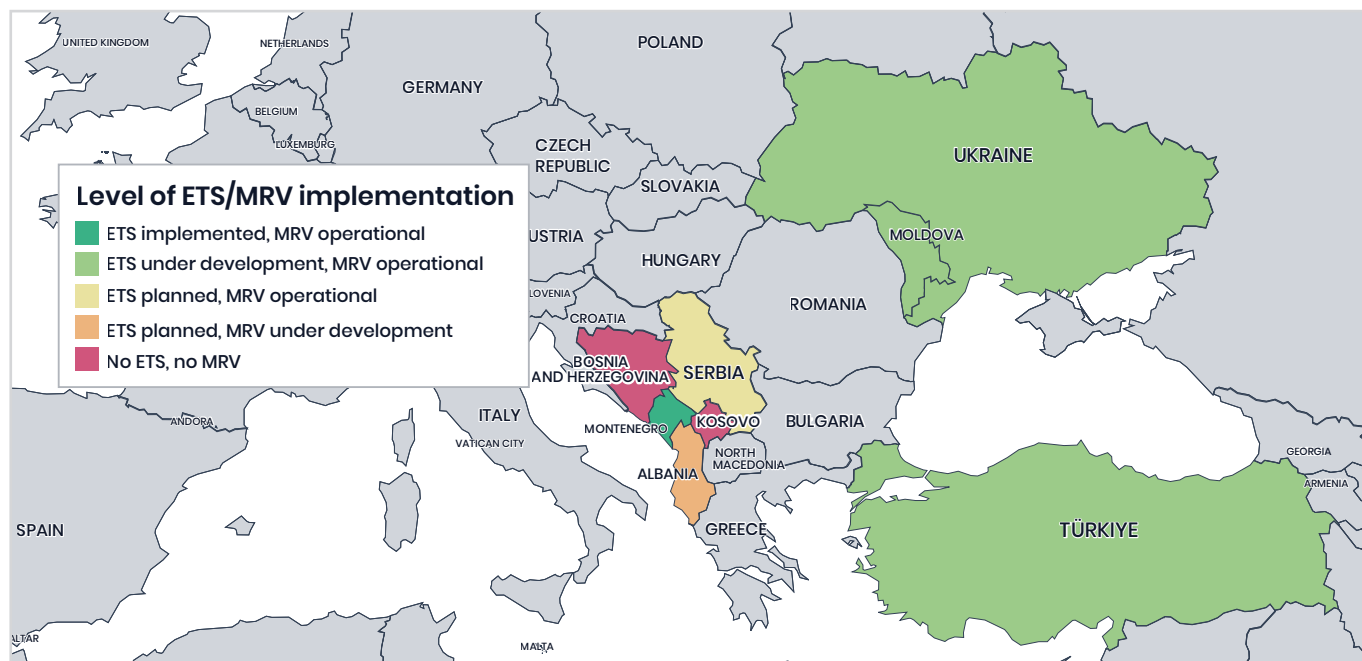 UNITED KINGDOM
NETHERLANDS
POLAND
GERMANY
BELGIUM
LUXEMBURG
CZECH
REPUBLIC
UKRAINE
SLOVAKIA
Level of ETS/MRV implementation
ETS implemented, MRV operational
ETS under development, MRV operational
ETS planned, MRV operational
ETS planned, MRV under development
No ETS, no MRV
USTRIA
MOLDOVA
HUNGARY
LOVENIA
ROMANIA
CROATIA
BOSNIA
AND HERZEGOVINA
SERBIA
ANDORA
ITALY
MONTENEGRO
KOSOVO
BULGARIA
VATICAN CITY
NORTH
MACEDONIA
GEORGIA
ALBANIA
ARMENIA
SPAIN
GREECE
TÜRKIYE
ALTAR
MALTA